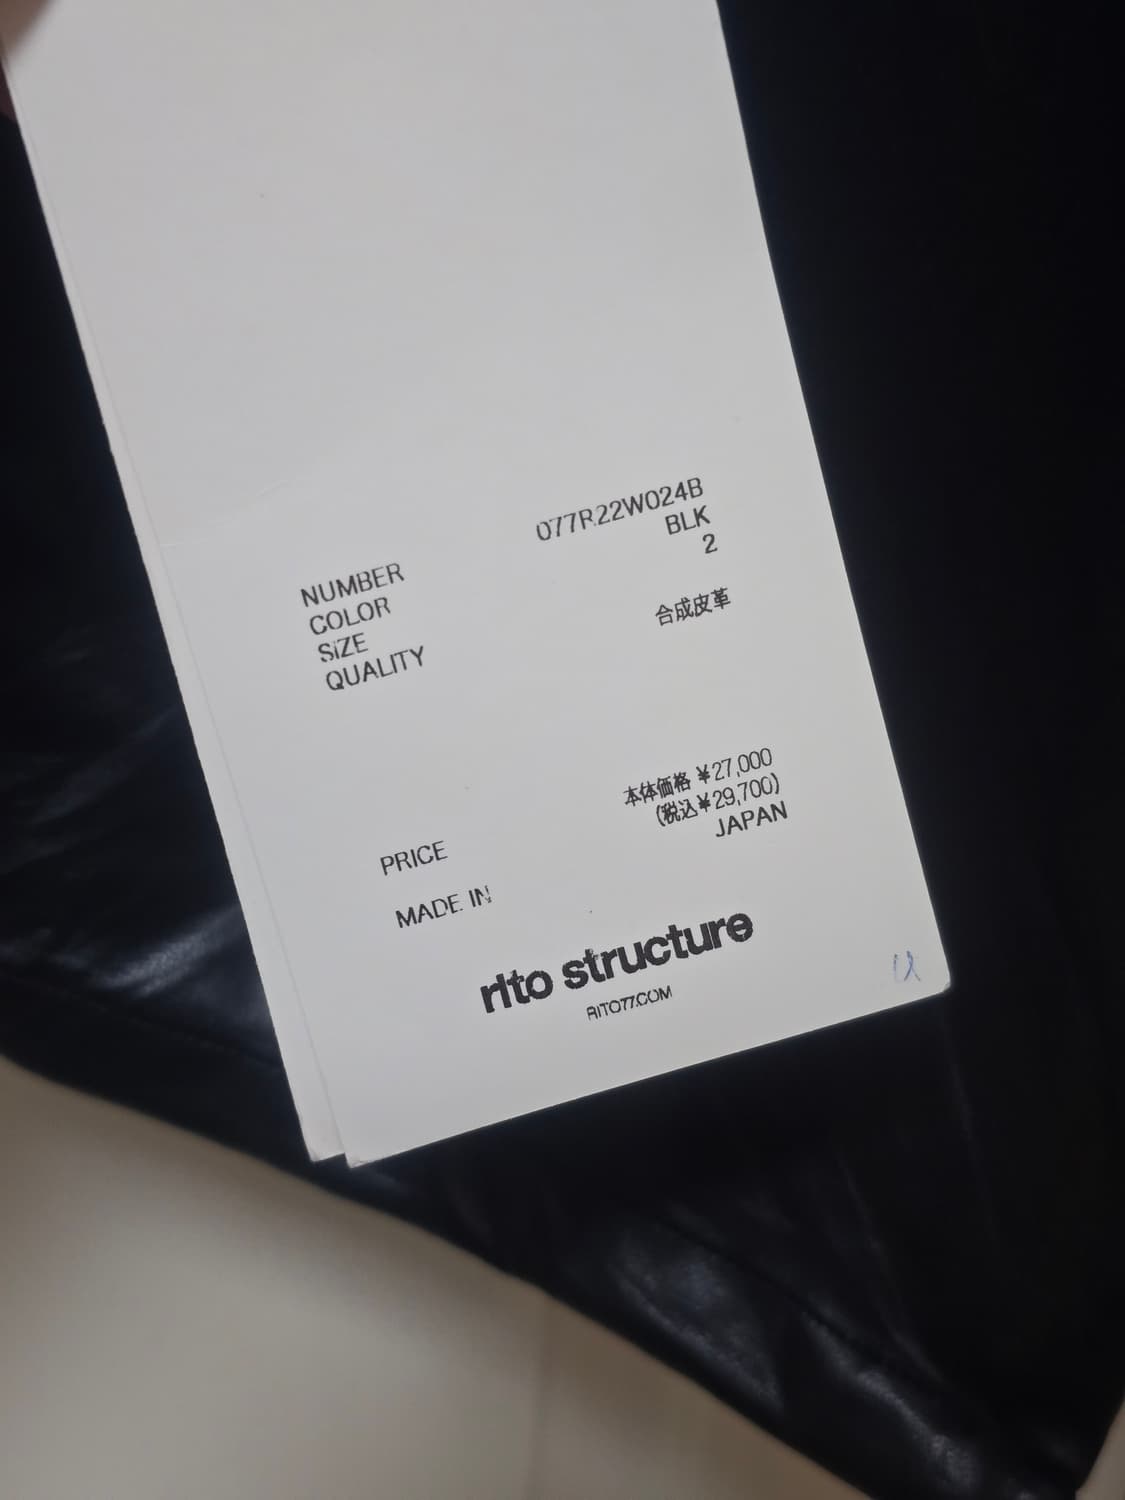 NUMBER 077R22W024B
COLOR BLK
SIZE 2
QUALITY 合成皮革
PRICE 本体価格 ¥27,000
(税込¥29,700)
MADE IN JAPAN
rito structure
RITO77.COM